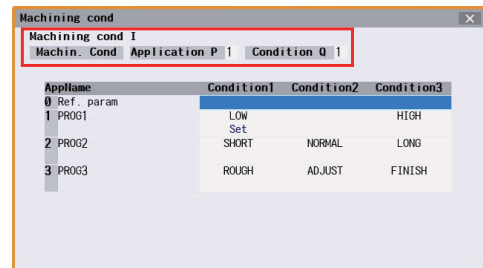 Machining cond
Machining cond I
Machin. Cond Application P 1 Condition Q 1
AppName Condition1 Condition2 Condition3
0 Ref. param
1 PROG1 LOW HIGH
Set
2 PROG2 SHORT NORMAL LONG
3 PROG3 ROUGH ADJUST FINISH